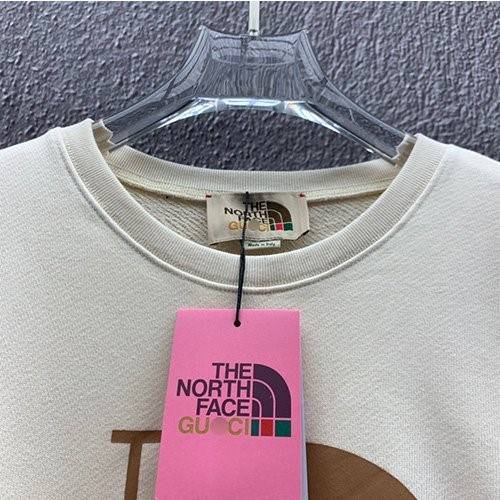 THE
NORTH
FACE
GUCCI
Made in Italy
THE
NORTH
FACE
GUCCI
T